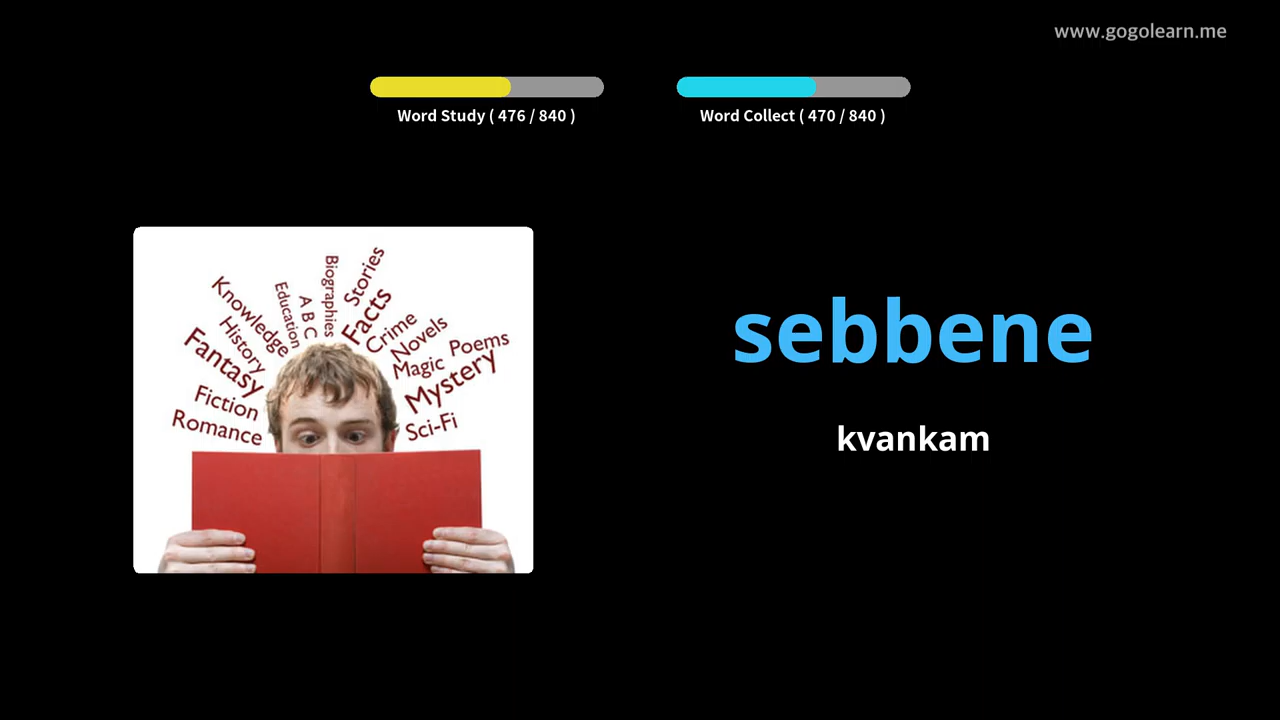 www.gogolearn.me
Word Study ( 476 / 840 )
Word Collect ( 470 / 840 )
Stories
Biographies
Facts
A B C
Education
Crime
Knowledge
Novels
History
Poems
Fantasy
Magic
Mystery
Fiction
Romance
Sci-Fi
sebbene
kvankam